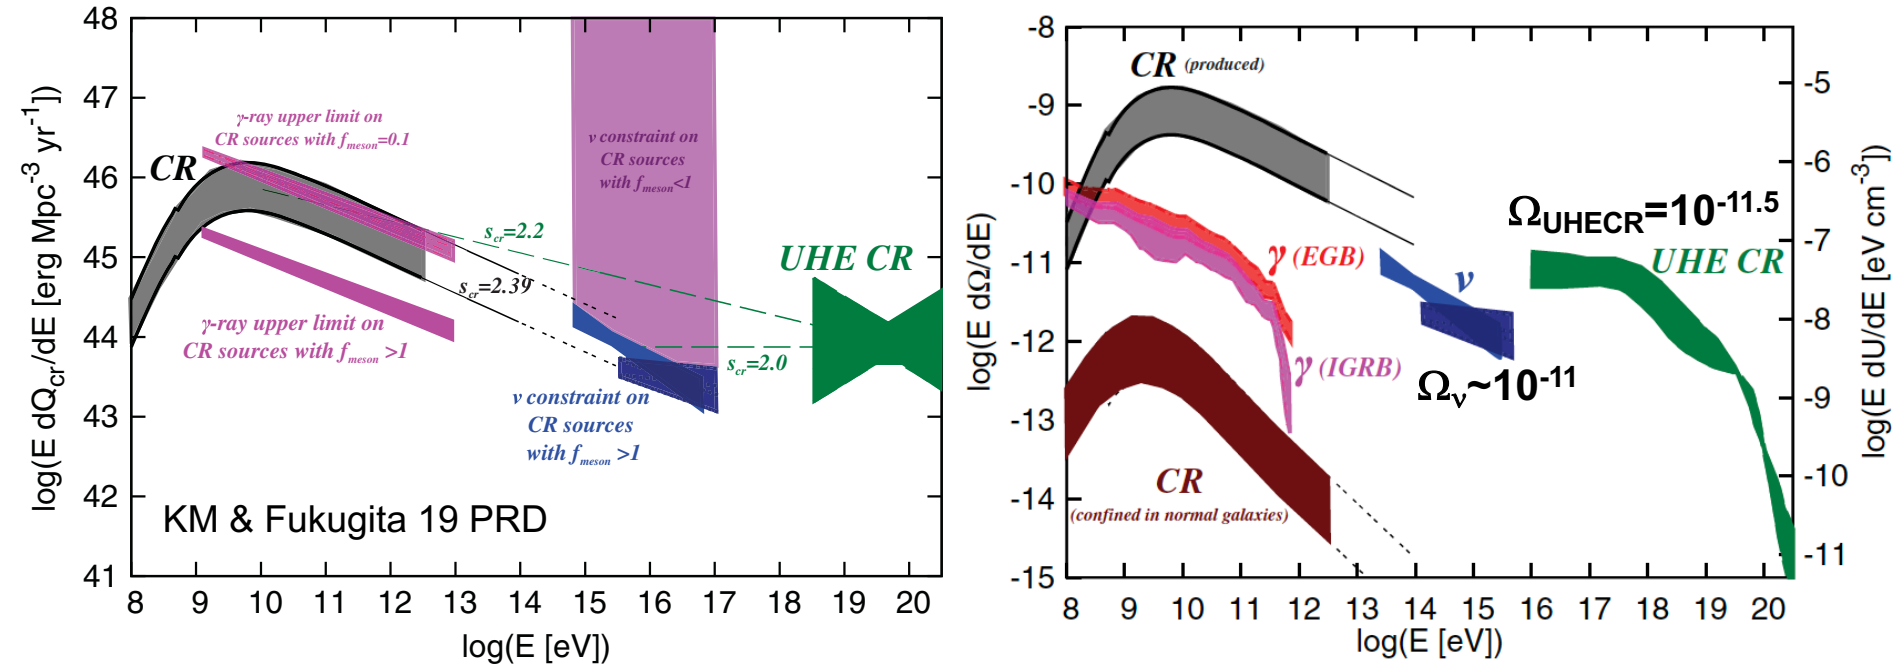 48
47
46
45
44
43
42
41
log(E dQcr/dE [erg Mpc-3 yr-1])
γ-ray upper limit on
CR sources with fmeson=0.1
CR
ν constraint on
CR sources
with fmeson<1
scr=2.2
scr=2.39
UHE CR
γ-ray upper limit on
CR sources with fmeson >1
scr=2.0
ν constraint on
CR sources
with fmeson >1
KM & Fukugita 19 PRD
8 9 10 11 12 13 14 15 16 17 18 19 20
log(E [eV])
-8
-9
-10
-11
-12
-13
-14
-15
log(E dΩ/dE)
CR (produced)
ΩUHECR=10-11.5
UHE CR
γ (EGB)
ν
γ (IGRB)
Ων~10-11
CR
(confined in normal galaxies)
-5
-6
-7
-8
-9
-10
-11
log(E dU/dE [eV cm-3])
8 9 10 11 12 13 14 15 16 17 18 19 20
log(E [eV])